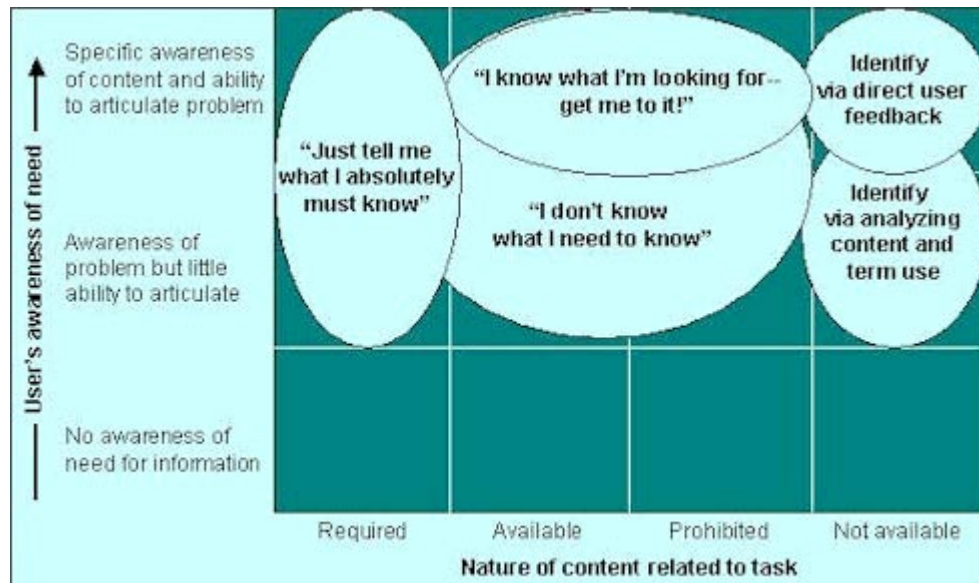 User's awareness of need
Specific awareness
of content and ability
to articulate problem
Awareness of
problem but little
ability to articulate
No awareness of
need for information
“Just tell me
what I absolutely
must know”
“I know what I'm looking for--
get me to it!”
“I don't know
what I need to know”
Identify
via direct user
feedback
Identify
via analyzing
content and
term use
Required
Available
Prohibited
Not available
Nature of content related to task